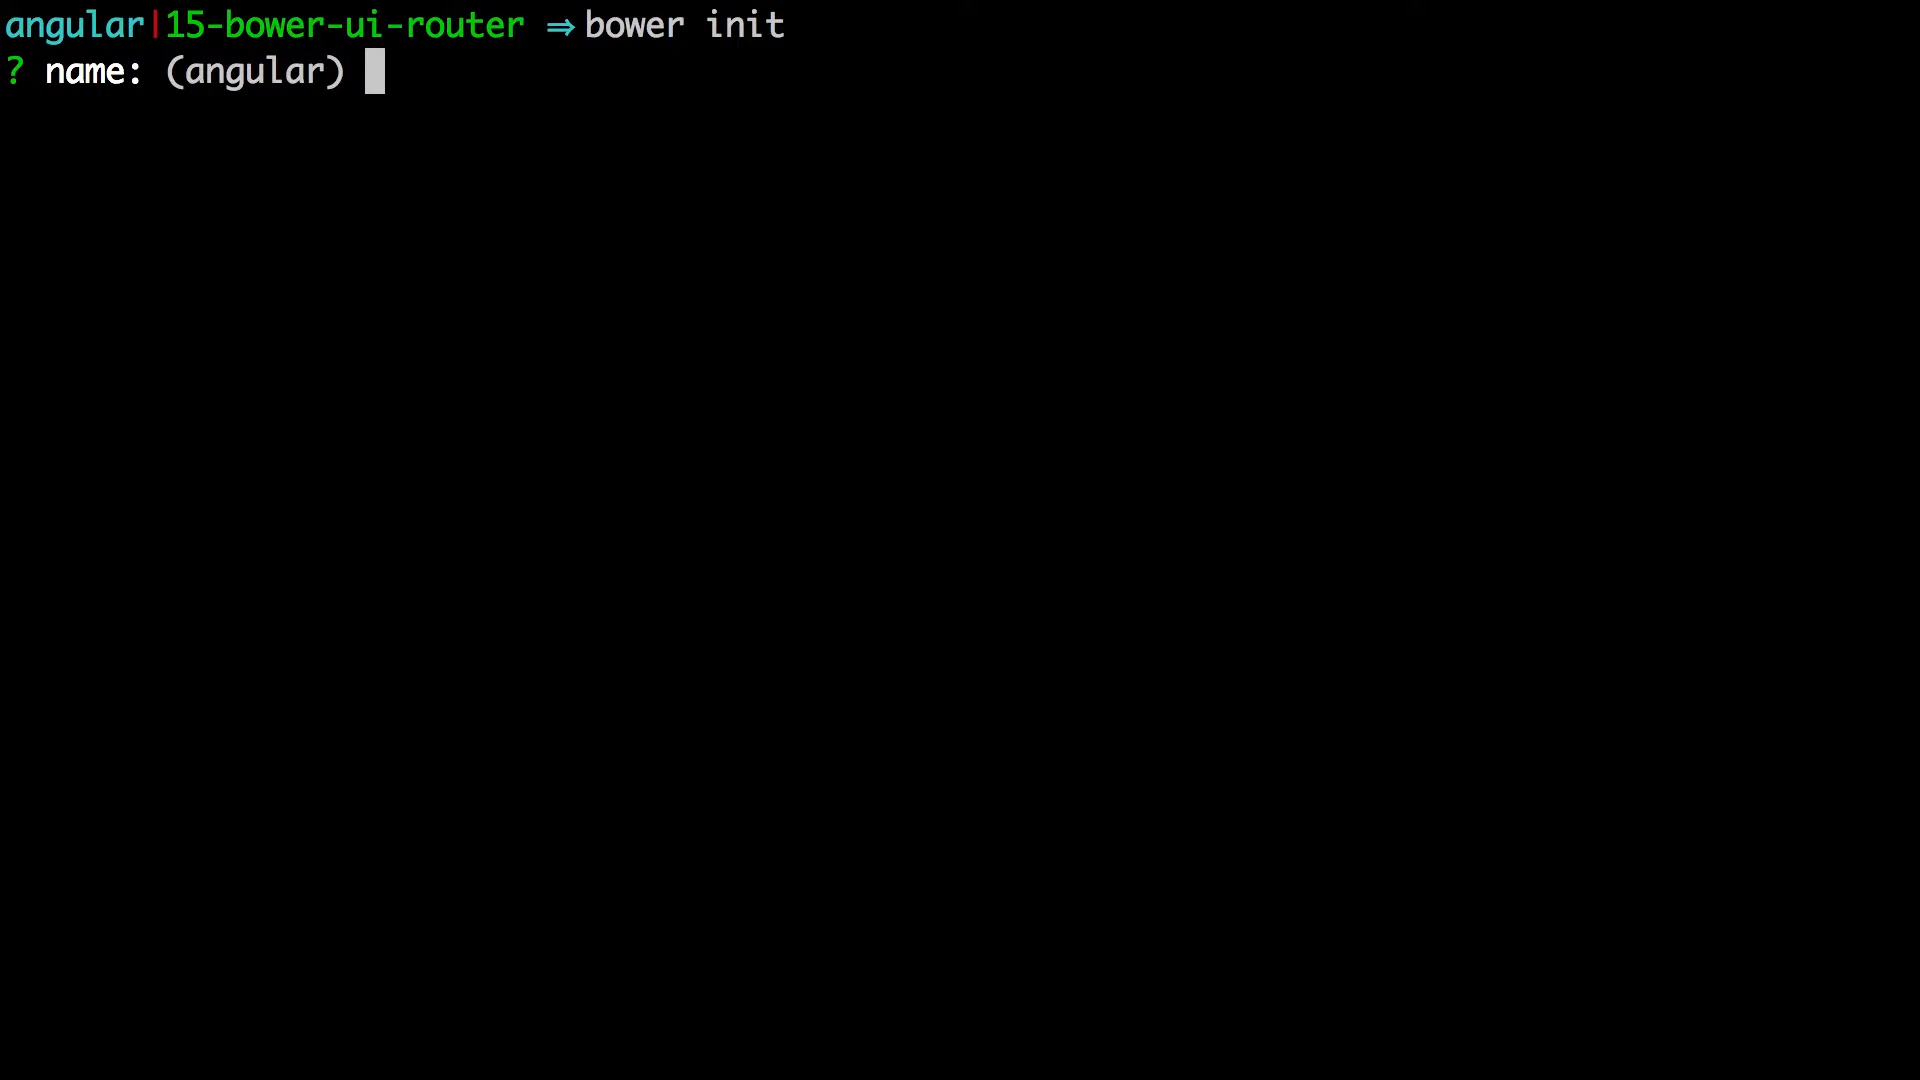 angular|15-bower-ui-router ⇒ bower init
? name: (angular)